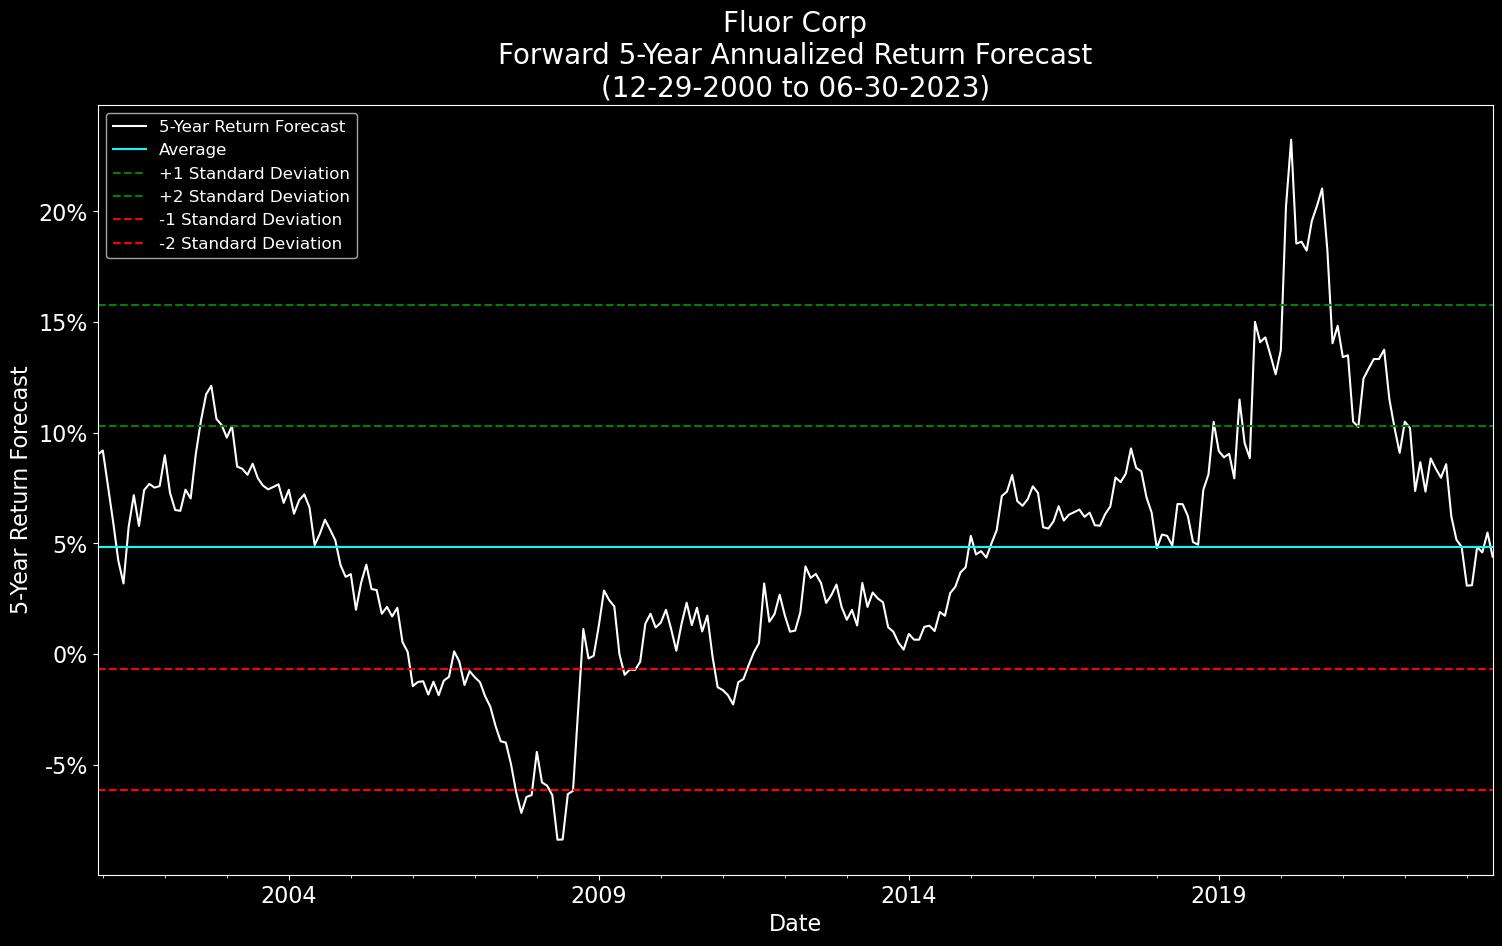 Fluor Corp
Forward 5-Year Annualized Return Forecast
(12-29-2000 to 06-30-2023)
5-Year Return Forecast
Average
+1 Standard Deviation
+2 Standard Deviation
-1 Standard Deviation
-2 Standard Deviation
20%
15%
10%
5%
0%
-5%
5-Year Return Forecast
2004
2009
2014
2019
Date